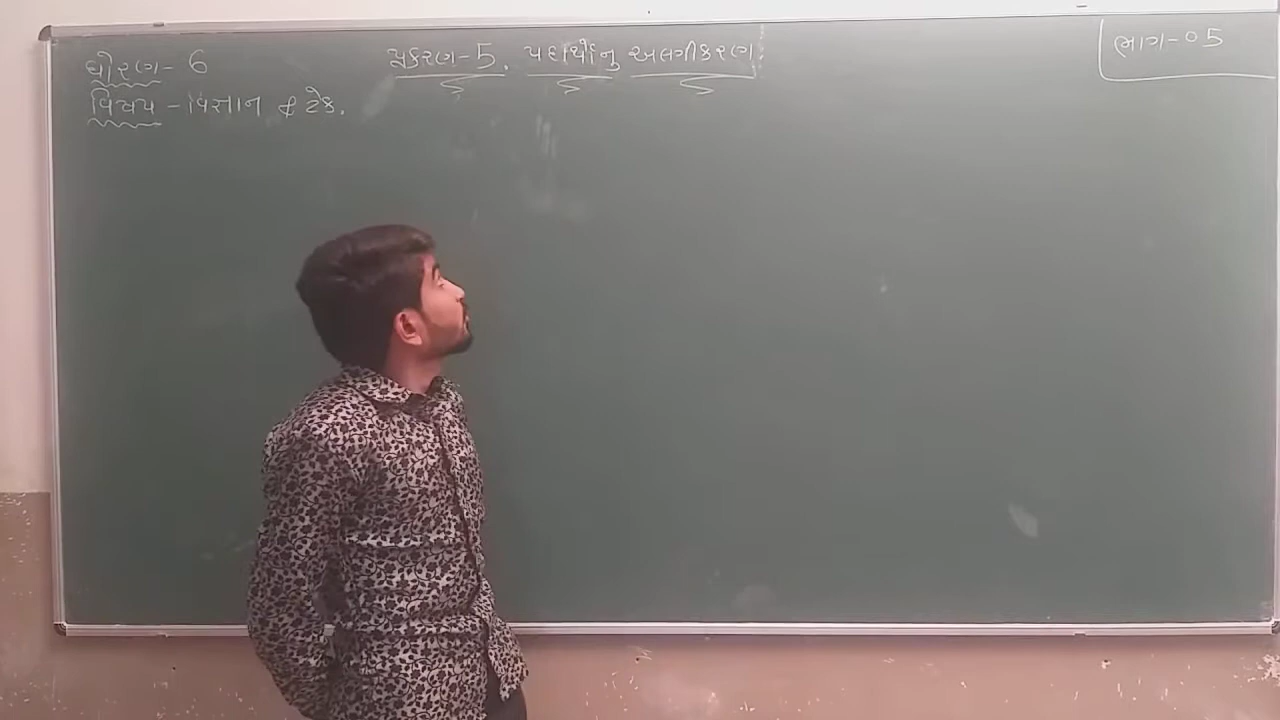 ધોરણ - 6
પ્રકરણ-5. પદાર્થોનુ અલગીકરણ
ભાગ-05
વિષય - વિજ્ઞાન & ટેક.